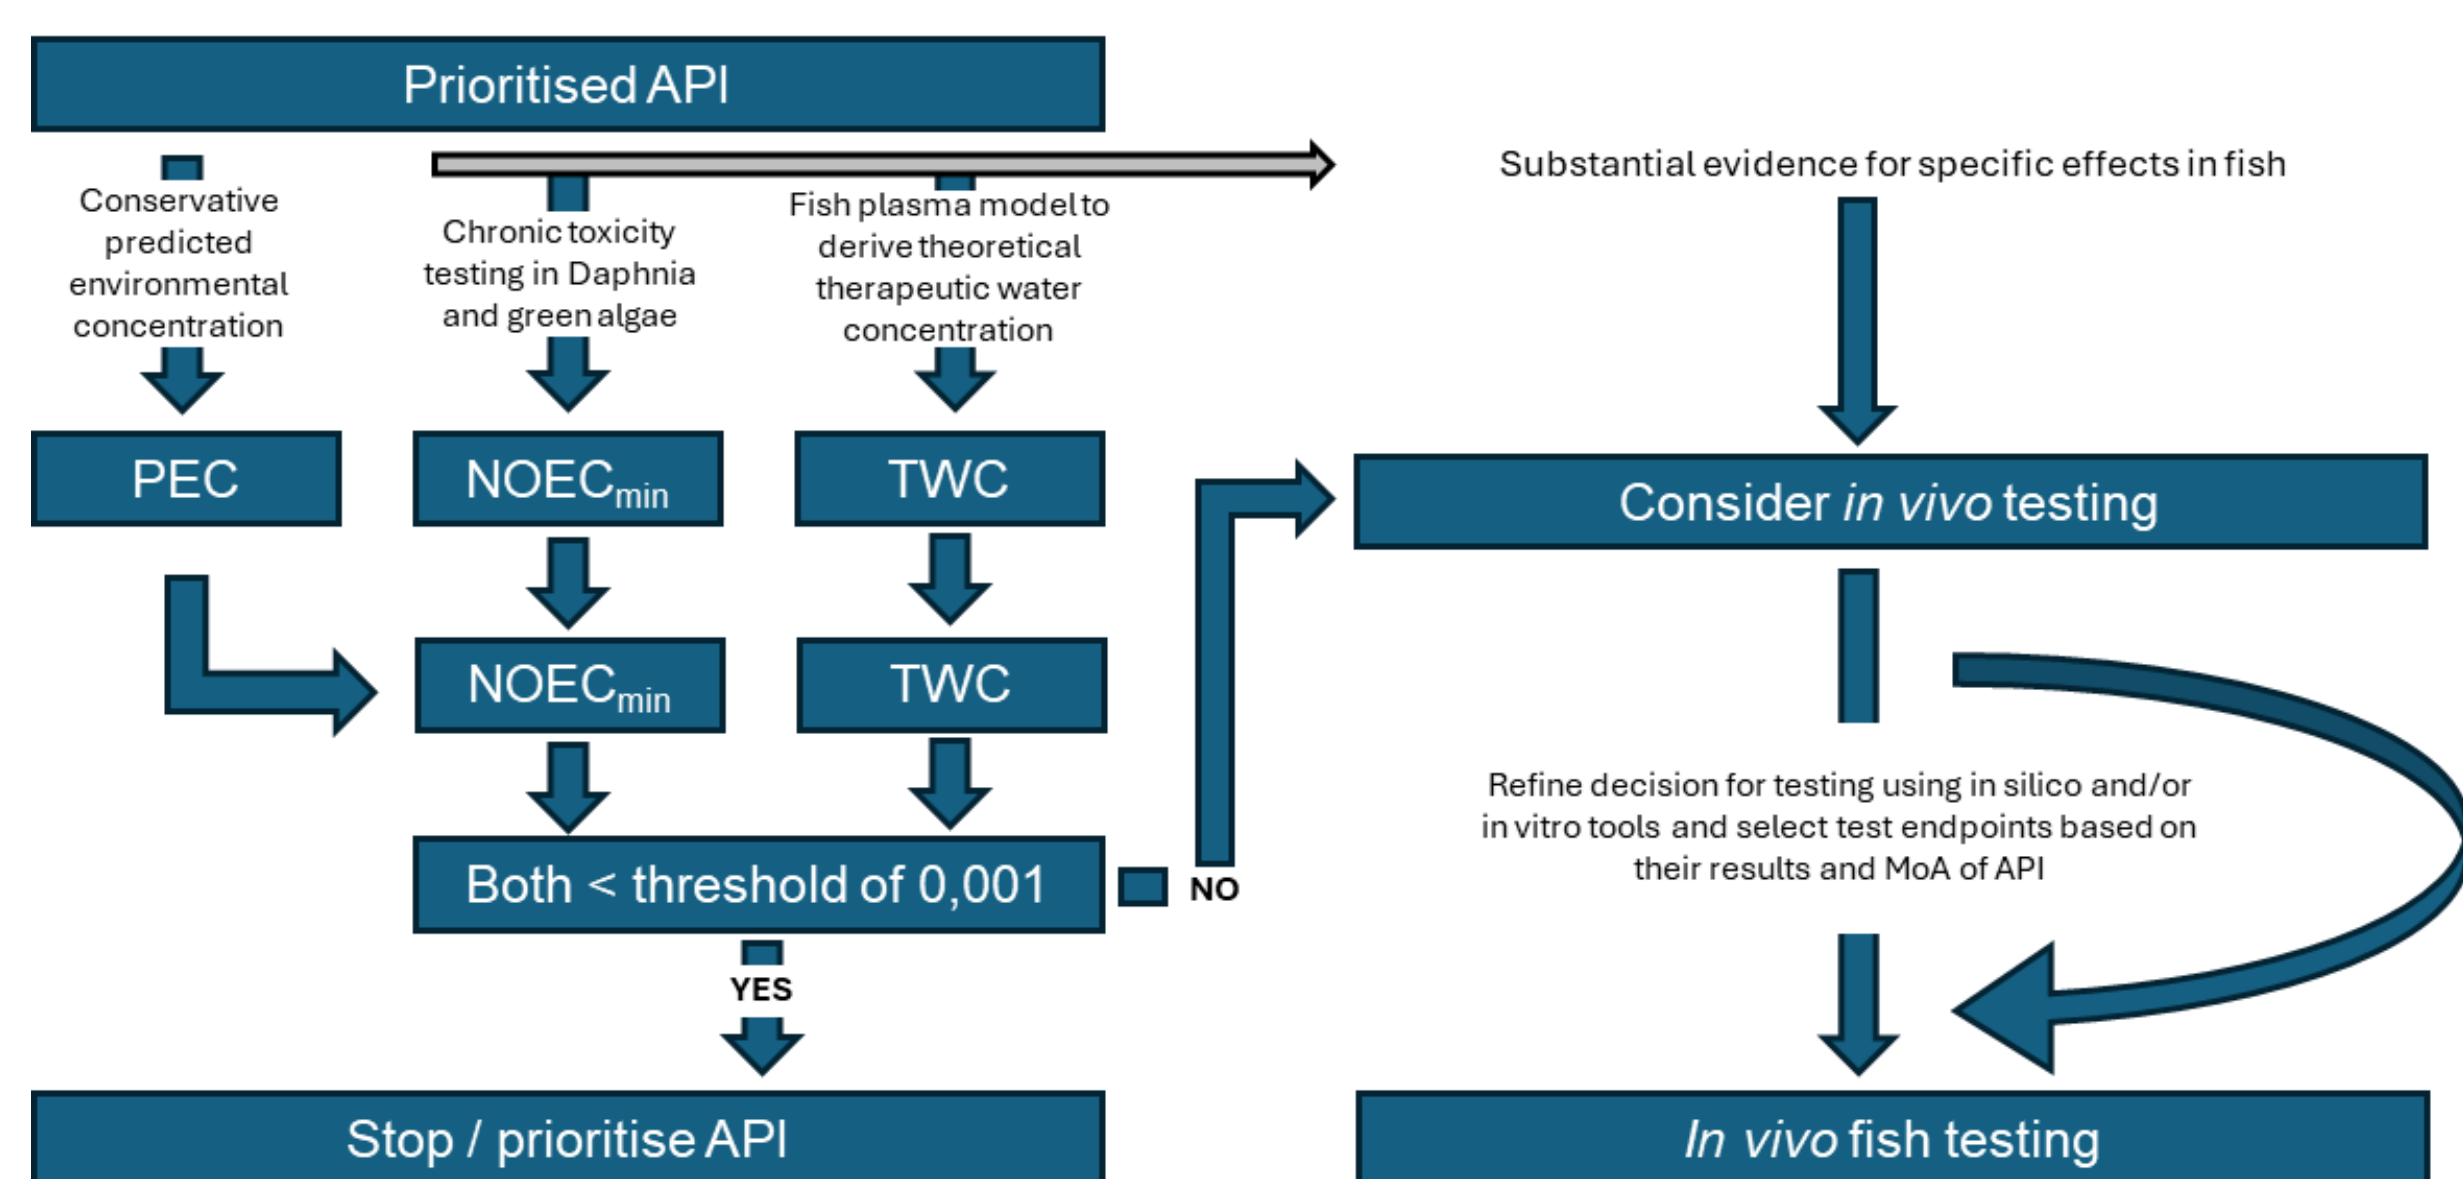 Prioritised API
Conservative
predicted
environmental
concentration
Chronic toxicity
testing in Daphnia
and green algae
Fish plasma model to
derive theoretical
therapeutic water
concentration
Substantial evidence for specific effects in fish
PEC
NOECmin
TWC
Consider in vivo testing
NOECmin
TWC
Both < threshold of 0,001
NO
Refine decision for testing using in silico and/or
in vitro tools and select test endpoints based on
their results and MoA of API
YES
Stop / prioritise API
In vivo fish testing